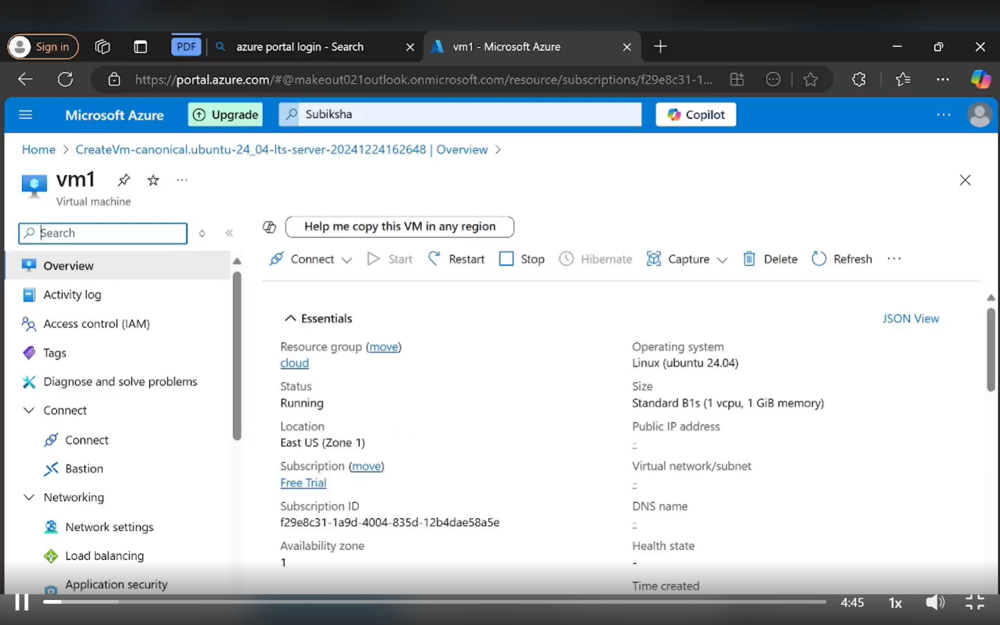 Sign in
PDF
azure portal login - Search
vm1 - Microsoft Azure
https://portal.azure.com/#@makeout021outlook.onmicrosoft.com/resource/subscriptions/f29e8c31-1...
Microsoft Azure
Upgrade
Subiksha
Copilot
Home > CreateVm-canonical.ubuntu-24_04-lts-server-20241224162648 | Overview >
vm1
Virtual machine
Search
Help me copy this VM in any region
Connect
Start
Restart
Stop
Hibernate
Capture
Delete
Refresh
Overview
Activity log
Access control (IAM)
Tags
Diagnose and solve problems
Connect
Connect
Bastion
Networking
Network settings
Load balancing
Application security
Essentials
JSON View
Resource group (move)
cloud
Status
Running
Location
East US (Zone 1)
Subscription (move)
Free Trial
Subscription ID
f29e8c31-1a9d-4004-835d-12b4dae58a5e
Availability zone
1
Operating system
Linux (ubuntu 24.04)
Size
Standard B1s (1 vcpu, 1 GiB memory)
Public IP address
-
Virtual network/subnet
-
DNS name
-
Health state
-
Time created
4:45
1x